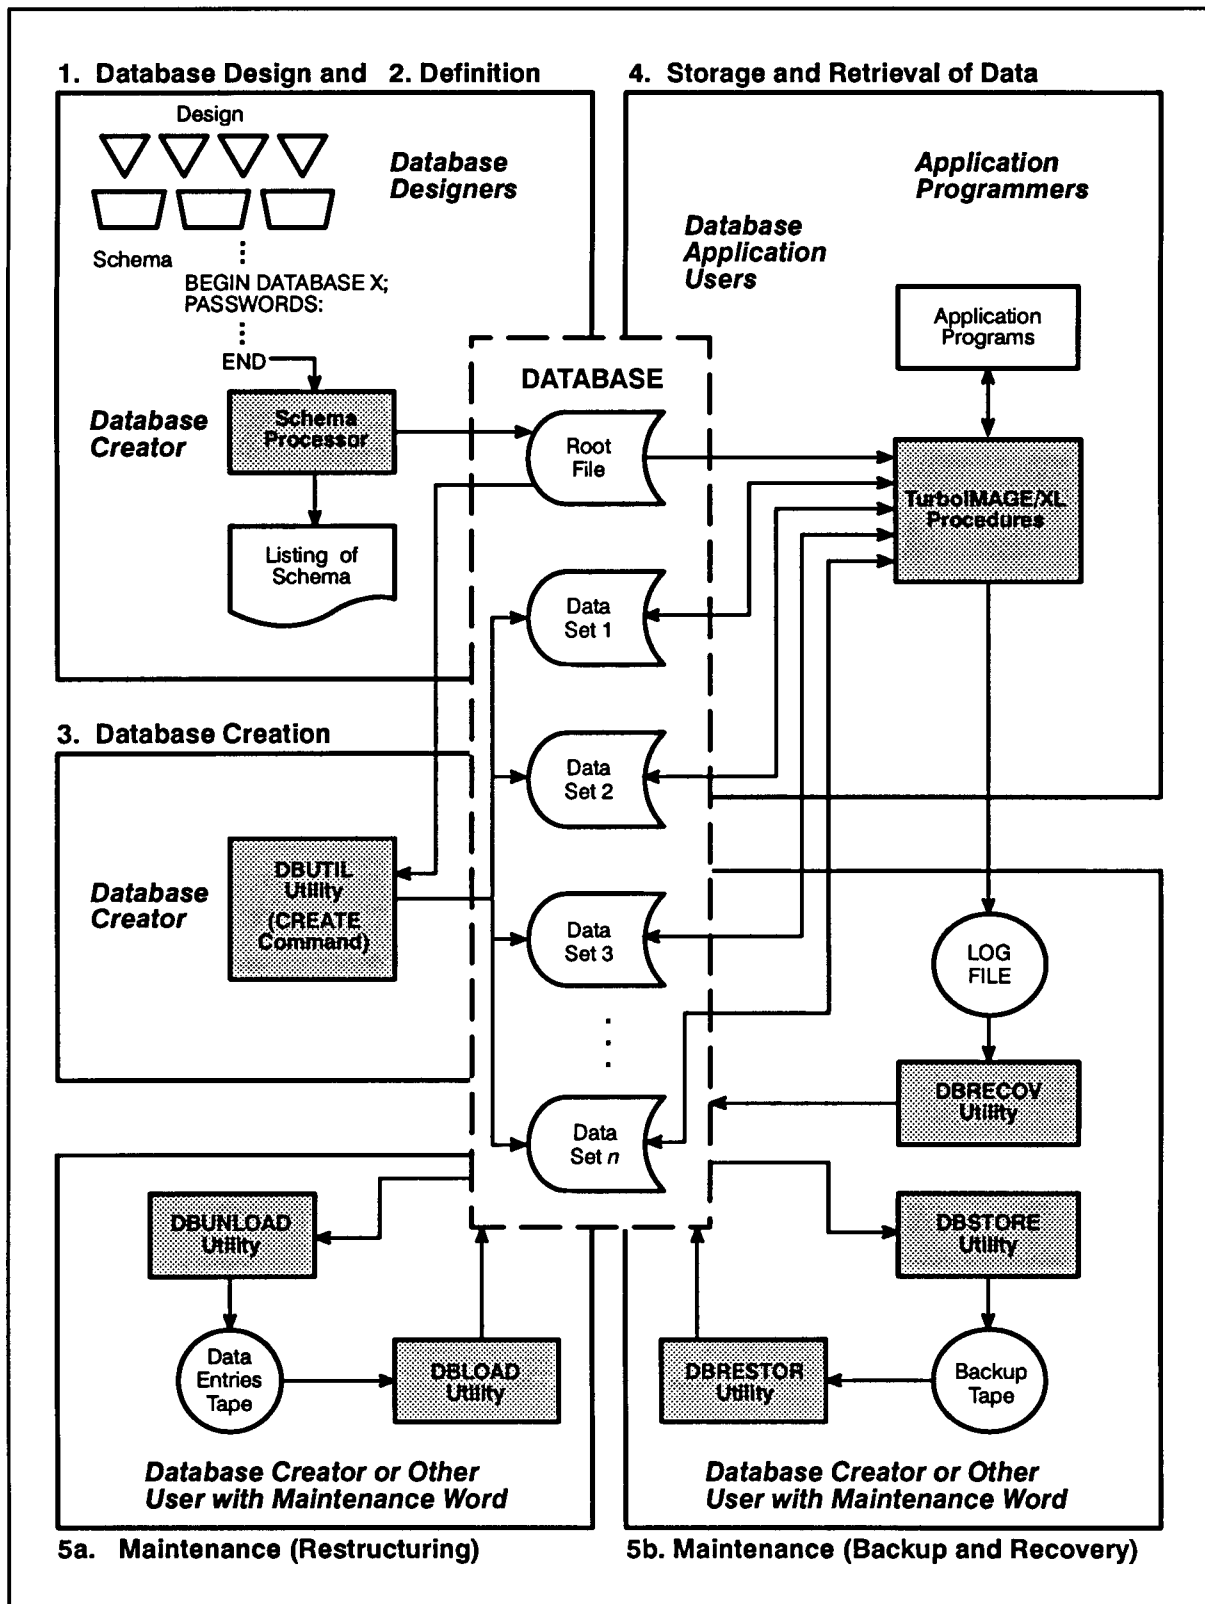 1. Database Design and 2. Definition
Design
Database
Designers
Schema
BEGIN DATABASE X;
PASSWORDS:
END
Database
Creator
Schema
Processor
Listing of
Schema
4. Storage and Retrieval of Data
Application
Programmers
Database
Application
Users
Application
Programs
TurboIMAGE/XL
Procedures
DATABASE
Root
File
Data
Set 1
Data
Set 2
Data
Set 3
Data
Set n
3. Database Creation
Database
Creator
DBUTIL
Utility
(CREATE
Command)
LOG
FILE
DBRECOV
Utility
DBSTORE
Utility
Backup
Tape
DBRESTOR
Utility
Database Creator or Other
User with Maintenance Word
5b. Maintenance (Backup and Recovery)
DBUNLOAD
Utility
Data
Entries
Tape
DBLOAD
Utility
Database Creator or Other
User with Maintenance Word
5a. Maintenance (Restructuring)